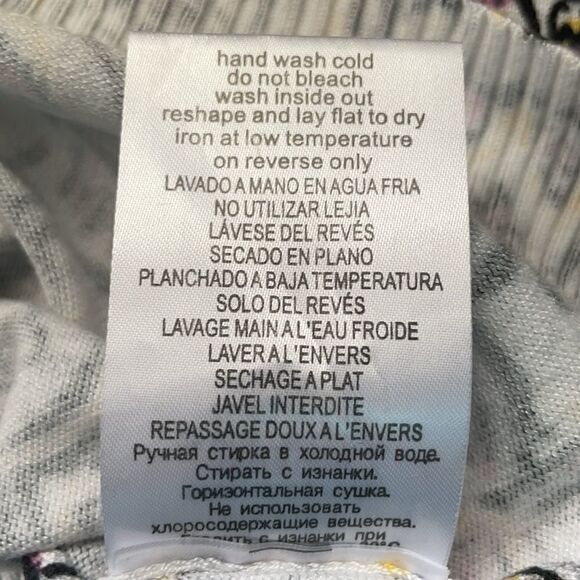 hand wash cold
do not bleach
wash inside out
reshape and lay flat to dry
iron at low temperature
on reverse only
LAVADO A MANO EN AGUA FRIA
NO UTILIZAR LEJIA
LÁVESE DEL REVÉS
SECADO EN PLANO
PLANCHADO A BAJA TEMPERATURA
SOLO DEL REVÉS
LAVAGE MAIN A L'EAU FROIDE
LAVER A L'ENVERS
SECHAGE A PLAT
JAVEL INTERDITE
REPASSAGE DOUX A L'ENVERS
Ручная стирка в холодной воде.
Стирать с изнанки.
Горизонтальная сушка.
Не использовать
хлоросодержащие вещества.
с изнанки при